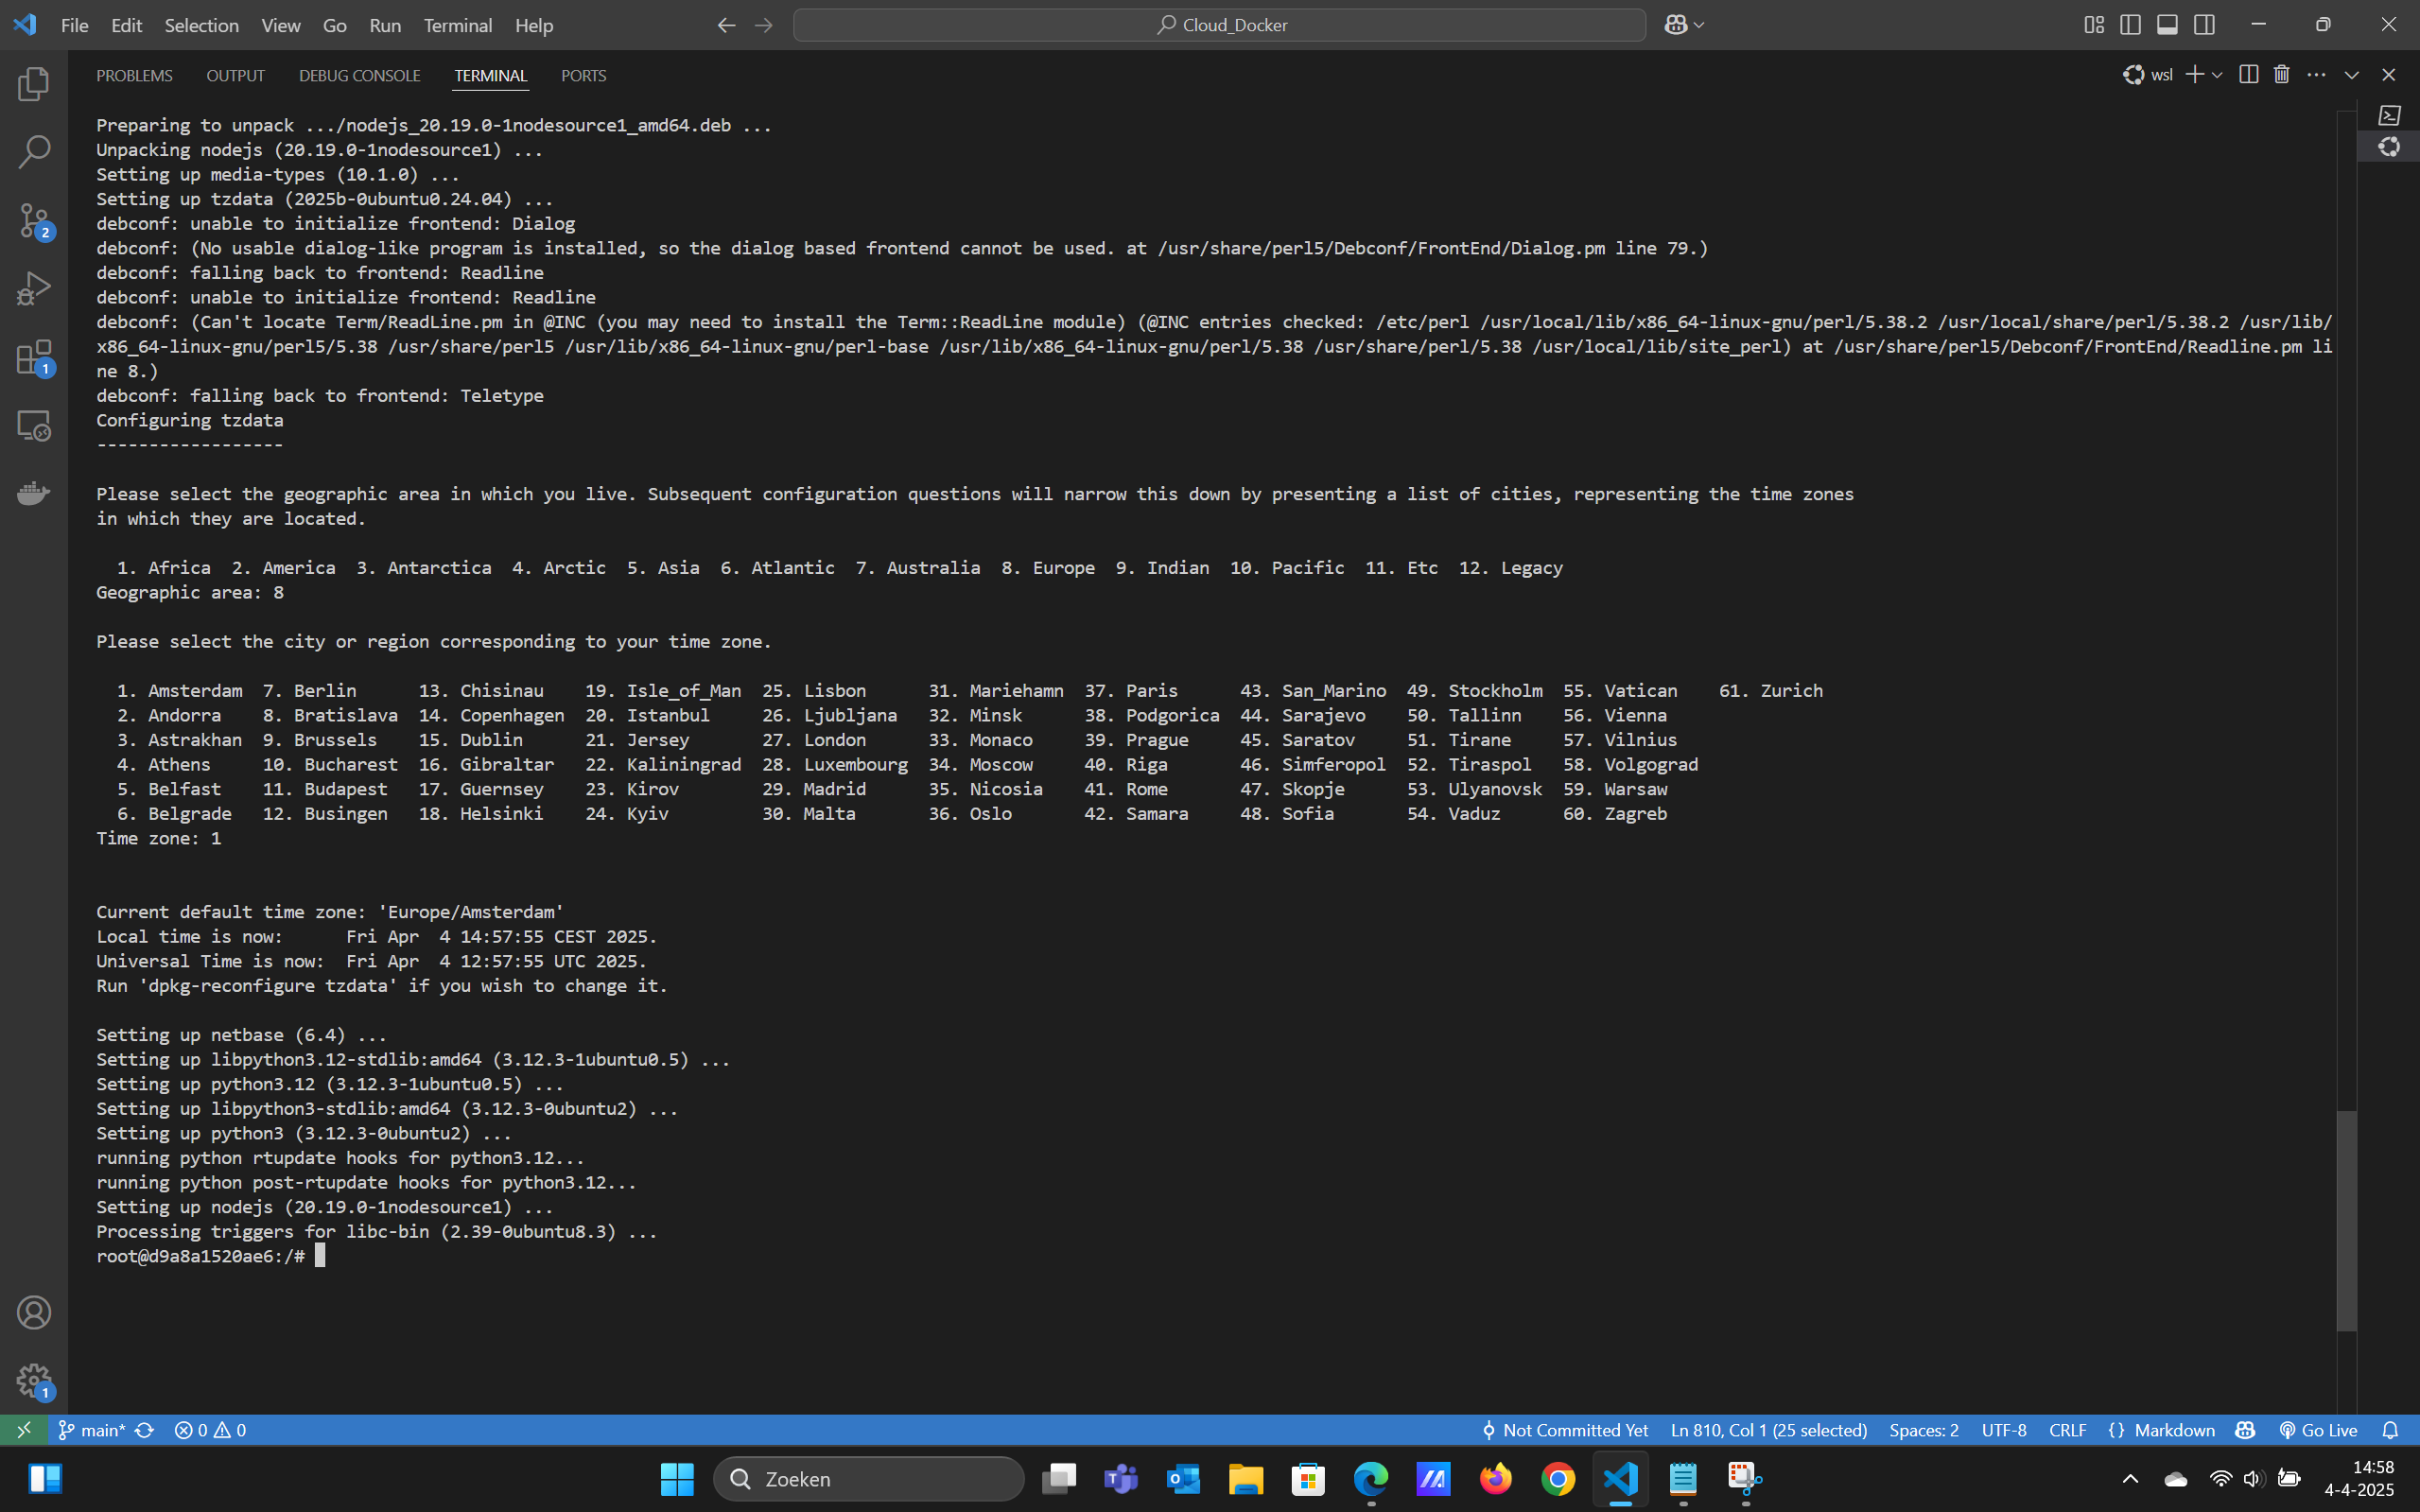 File Edit Selection View Go Run Terminal Help
Cloud_Docker
PROBLEMS OUTPUT DEBUG CONSOLE TERMINAL PORTS
wsl
Preparing to unpack .../nodejs_20.19.0-1nodesource1_amd64.deb ...
Unpacking nodejs (20.19.0-1nodesource1) ...
Setting up media-types (10.1.0) ...
Setting up tzdata (2025b-0ubuntu0.24.04) ...
debconf: unable to initialize frontend: Dialog
debconf: (No usable dialog-like program is installed, so the dialog based frontend cannot be used. at /usr/share/perl5/Debconf/FrontEnd/Dialog.pm line 79.)
debconf: falling back to frontend: Readline
debconf: unable to initialize frontend: Readline
debconf: (Can't locate Term/ReadLine.pm in @INC (you may need to install the Term::ReadLine module) (@INC entries checked: /etc/perl /usr/local/lib/x86_64-linux-gnu/perl/5.38.2 /usr/local/share/perl/5.38.2 /usr/lib/
x86_64-linux-gnu/perl5/5.38 /usr/share/perl5 /usr/lib/x86_64-linux-gnu/perl-base /usr/lib/x86_64-linux-gnu/perl/5.38 /usr/share/perl/5.38 /usr/local/lib/site_perl) at /usr/share/perl5/Debconf/FrontEnd/Readline.pm li
ne 8.)
debconf: falling back to frontend: Teletype
Configuring tzdata
------------------
Please select the geographic area in which you live. Subsequent configuration questions will narrow this down by presenting a list of cities, representing the time zones
in which they are located.
1. Africa 2. America 3. Antarctica 4. Arctic 5. Asia 6. Atlantic 7. Australia 8. Europe 9. Indian 10. Pacific 11. Etc 12. Legacy
Geographic area: 8
Please select the city or region corresponding to your time zone.
1. Amsterdam 7. Berlin 13. Chisinau 19. Isle_of_Man 25. Lisbon 31. Mariehamn 37. Paris 43. San_Marino 49. Stockholm 55. Vatican 61. Zurich
2. Andorra 8. Bratislava 14. Copenhagen 20. Istanbul 26. Ljubljana 32. Minsk 38. Podgorica 44. Sarajevo 50. Tallinn 56. Vienna
3. Astrakhan 9. Brussels 15. Dublin 21. Jersey 27. London 33. Monaco 39. Prague 45. Saratov 51. Tirane 57. Vilnius
4. Athens 10. Bucharest 16. Gibraltar 22. Kaliningrad 28. Luxembourg 34. Moscow 40. Riga 46. Simferopol 52. Tiraspol 58. Volgograd
5. Belfast 11. Budapest 17. Guernsey 23. Kirov 29. Madrid 35. Nicosia 41. Rome 47. Skopje 53. Ulyanovsk 59. Warsaw
6. Belgrade 12. Busingen 18. Helsinki 24. Kyiv 30. Malta 36. Oslo 42. Samara 48. Sofia 54. Vaduz 60. Zagreb
Time zone: 1
Current default time zone: 'Europe/Amsterdam'
Local time is now: Fri Apr 4 14:57:55 CEST 2025.
Universal Time is now: Fri Apr 4 12:57:55 UTC 2025.
Run 'dpkg-reconfigure tzdata' if you wish to change it.
Setting up netbase (6.4) ...
Setting up libpython3.12-stdlib:amd64 (3.12.3-1ubuntu0.5) ...
Setting up python3.12 (3.12.3-1ubuntu0.5) ...
Setting up libpython3-stdlib:amd64 (3.12.3-0ubuntu2) ...
Setting up python3 (3.12.3-0ubuntu2) ...
running python rtupdate hooks for python3.12...
running python post-rtupdate hooks for python3.12...
Setting up nodejs (20.19.0-1nodesource1) ...
Processing triggers for libc-bin (2.39-0ubuntu8.3) ...
root@d9a8a1520ae6:/#
2
1
1
main* 0 0 Not Committed Yet Ln 810, Col 1 (25 selected) Spaces: 2 UTF-8 CRLF {} Markdown Go Live
Zoeken
14:58
4-4-2025